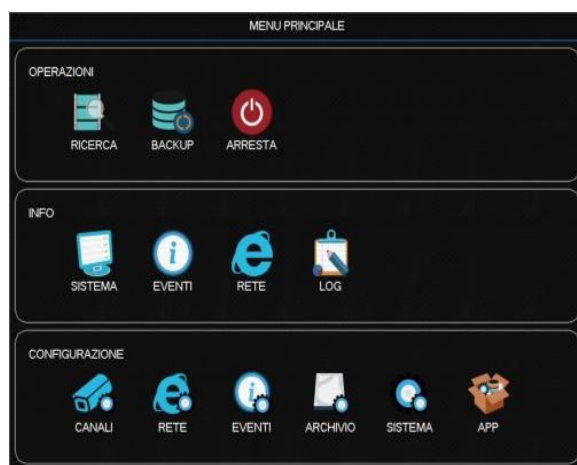 MENU PRINCIPALE
OPERAZIONI
RICERCA BACKUP ARRESTA
INFO
SISTEMA EVENTI RETE LOG
CONFIGURAZIONE
CANALI RETE EVENTI ARCHIVIO SISTEMA APP